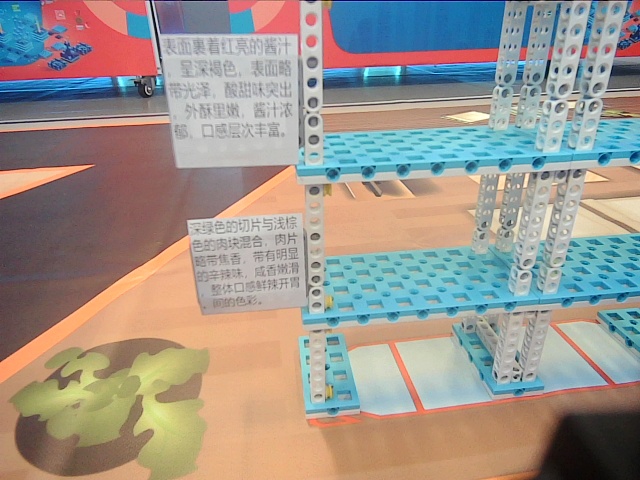 表面裹着红亮的酱汁
，呈深褐色，表面略
带光泽，酸甜味突出
，外酥里嫩，酱汁浓
郁，口感层次丰富。
深绿色的切片与浅棕
色的肉块混合，肉片
略带焦香，带有明显
的辛辣味，咸香嫩滑
，整体口感鲜辣开胃
间的色彩。